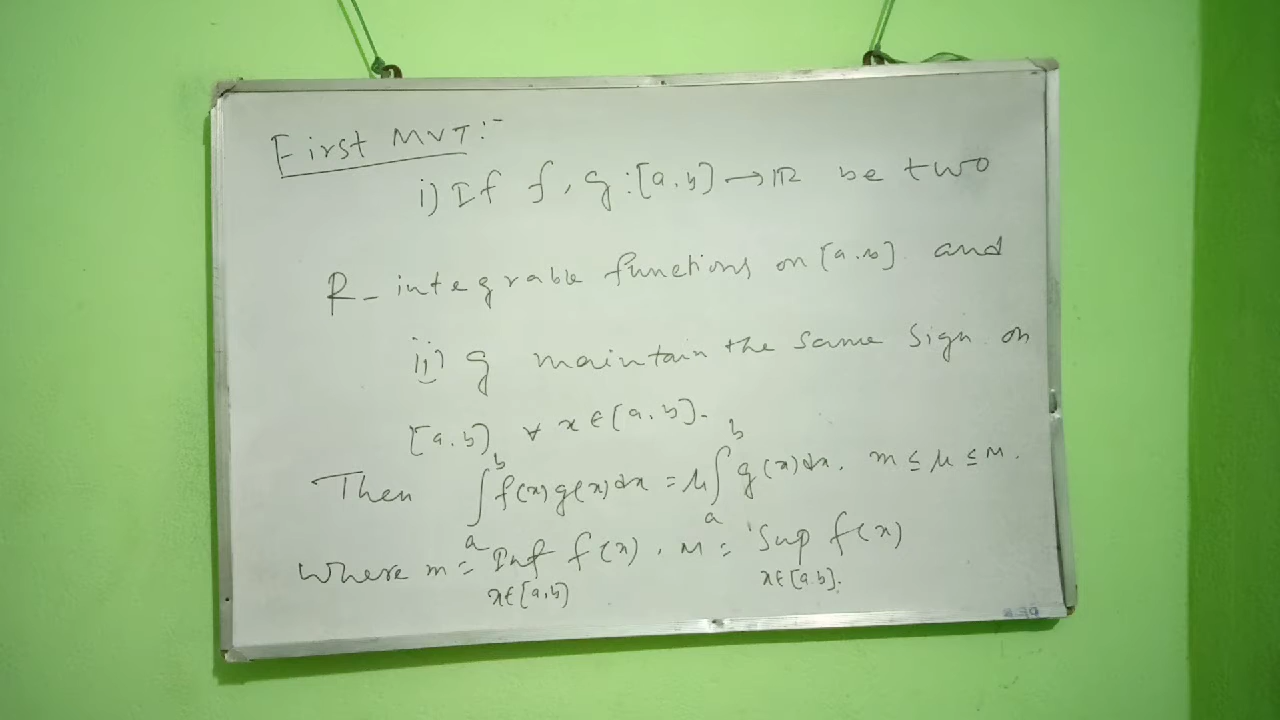 First MVT:-
i) If f, g : [a,b] → ℝ be two
R-integrable functions on [a,b] and
ii) g maintain the same sign on
[a,b] ∀ x ∈ [a,b].
Then ∫_a^b f(x)g(x)dx = μ∫_a^b g(x)dx, m ≤ μ ≤ M.
Where m = Inf_{x∈[a,b]} f(x), M = Sup_{x∈[a,b]} f(x)